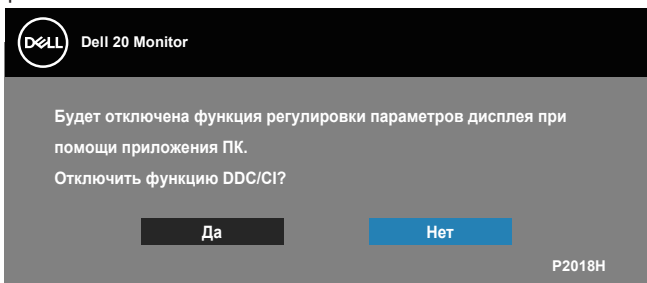 DELL Dell 20 Monitor
Будет отключена функция регулировки параметров дисплея при
помощи приложения ПК.
Отключить функцию DDC/CI?
Да Нет
P2018H